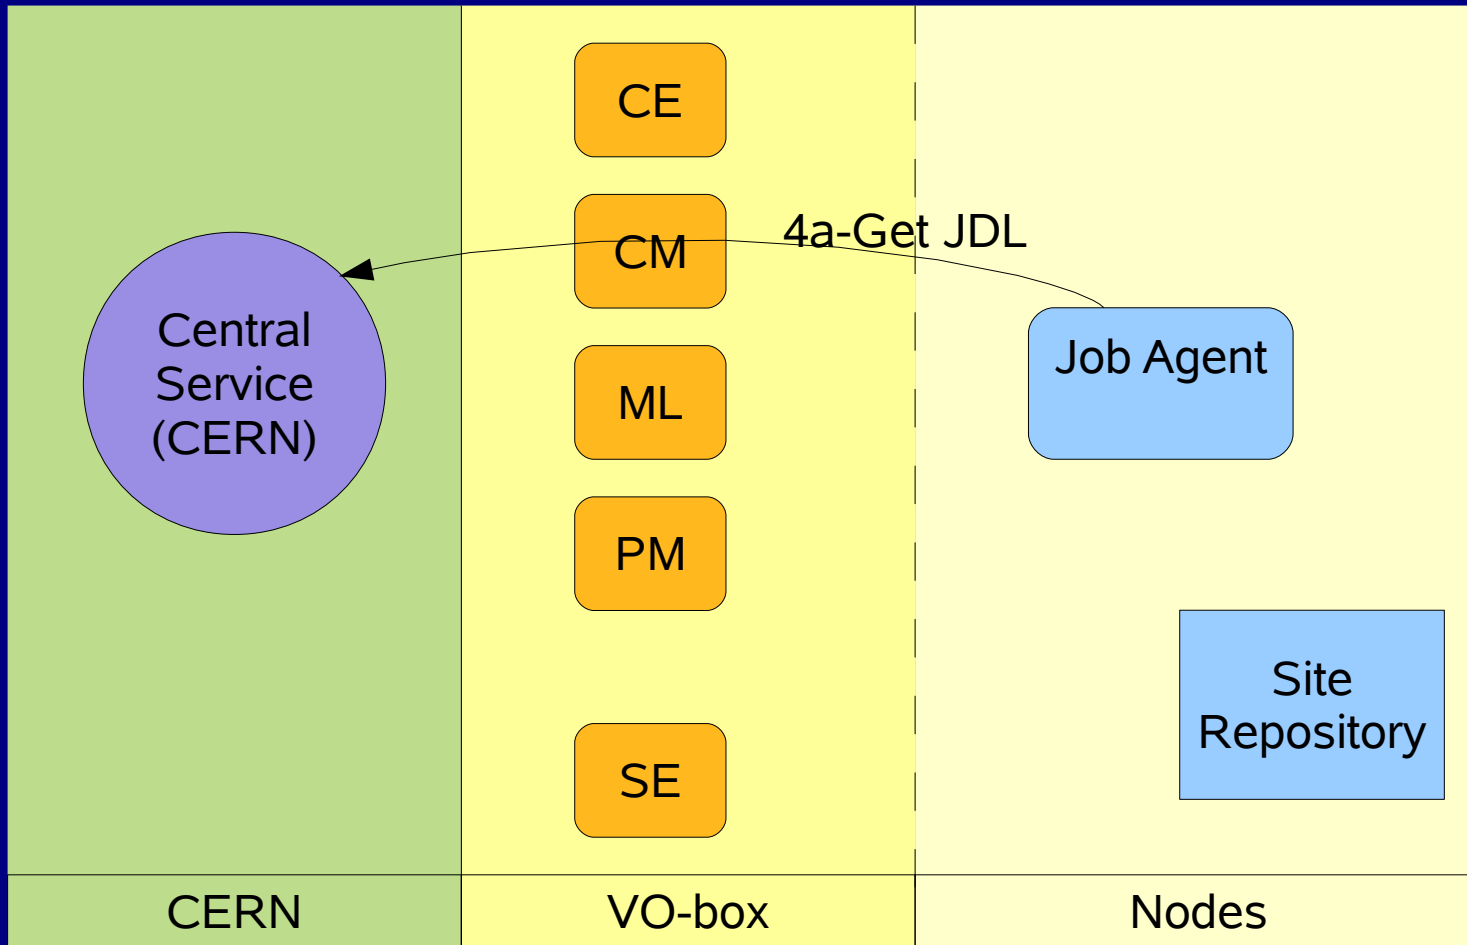 CE
CM
4a-Get JDL
Central
Service
(CERN)
Job Agent
ML
PM
Site
Repository
SE
CERN
VO-box
Nodes